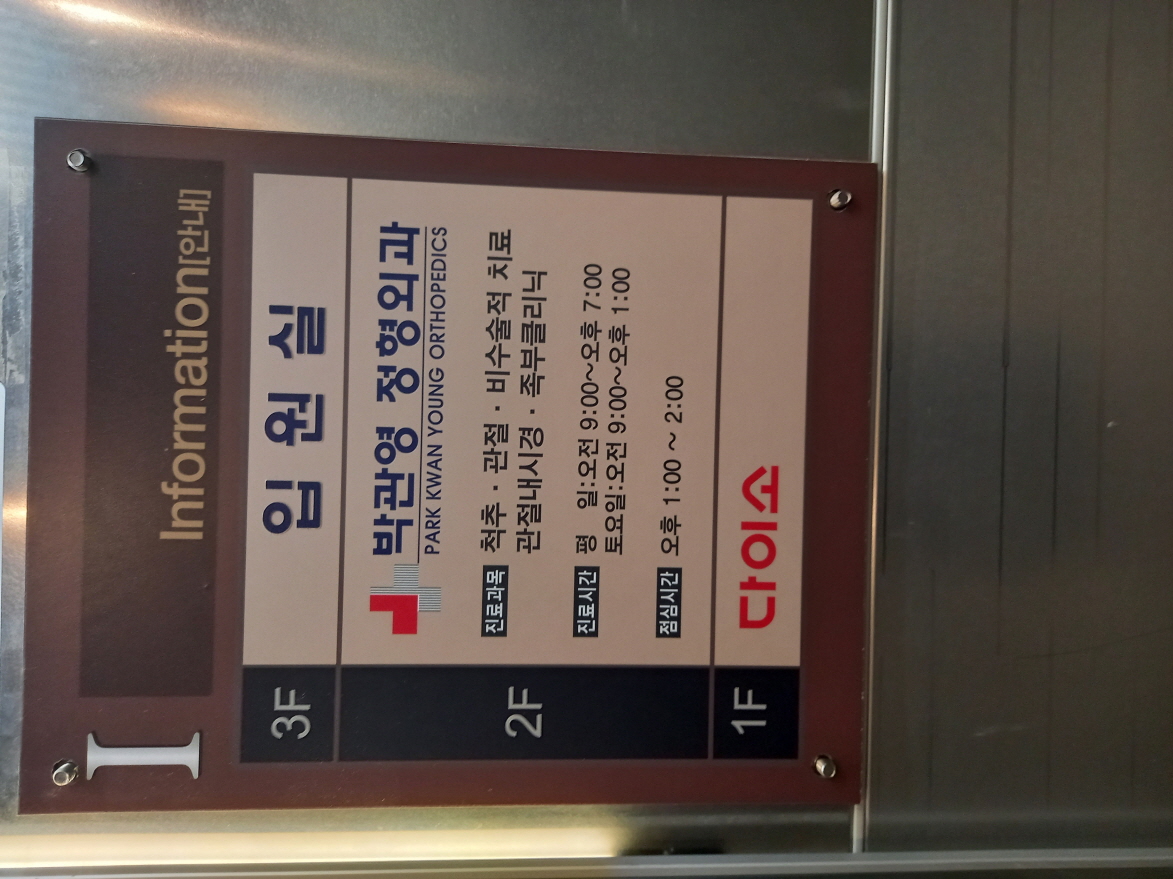 I
Information[안내]
3F
입원실
2F
박관영 정형외과
PARK KWAN YOUNG ORTHOPEDICS
진료과목 척추 · 관절 · 비수술적 치료
관절내시경 · 족부클리닉
진료시간 평 일:오전 9:00~오후 7:00
토요일:오전 9:00~오후 1:00
점심시간 오후 1:00 ~ 2:00
1F
다이소